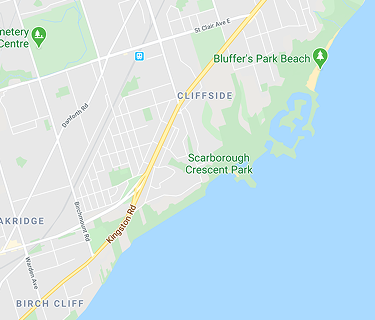 metery
Centre
St Clair Ave E
Bluffer's Park Beach
CLIFFSIDE
Danforth Rd
Scarborough
Crescent Park
Birchmount Rd
AKRIDGE
Kingston Rd
Warden Ave
BIRCH CLIFF